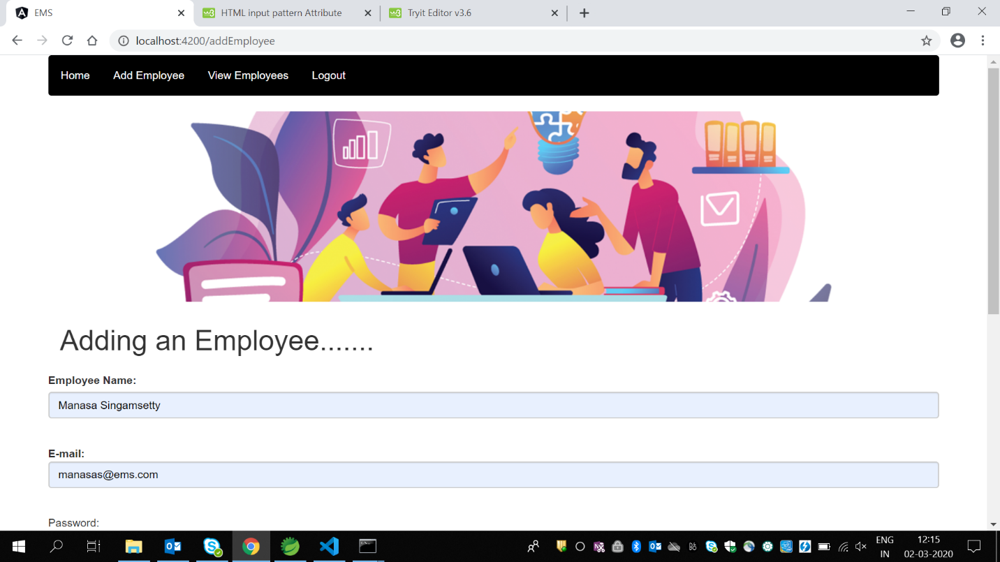 EMS
HTML input pattern Attribute
Tryit Editor v3.6
localhost:4200/addEmployee
Home Add Employee View Employees Logout
Adding an Employee.......
Employee Name:
Manasa Singamsetty
E-mail:
manasas@ems.com
Password:
ENG
IN
12:15
02-03-2020